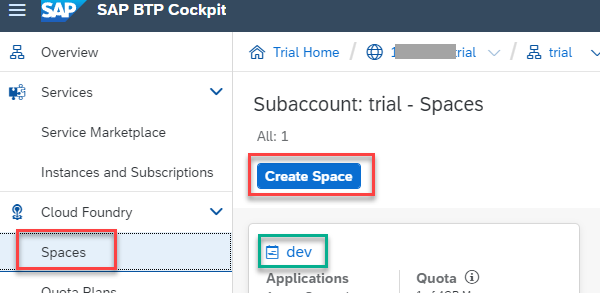 SAP SAP BTP Cockpit
Overview
Trial Home / 1 trial / trial
Services
Subaccount: trial - Spaces
Service Marketplace
All: 1
Instances and Subscriptions
Create Space
Cloud Foundry
Spaces
dev
Applications Quota
Quota Plans